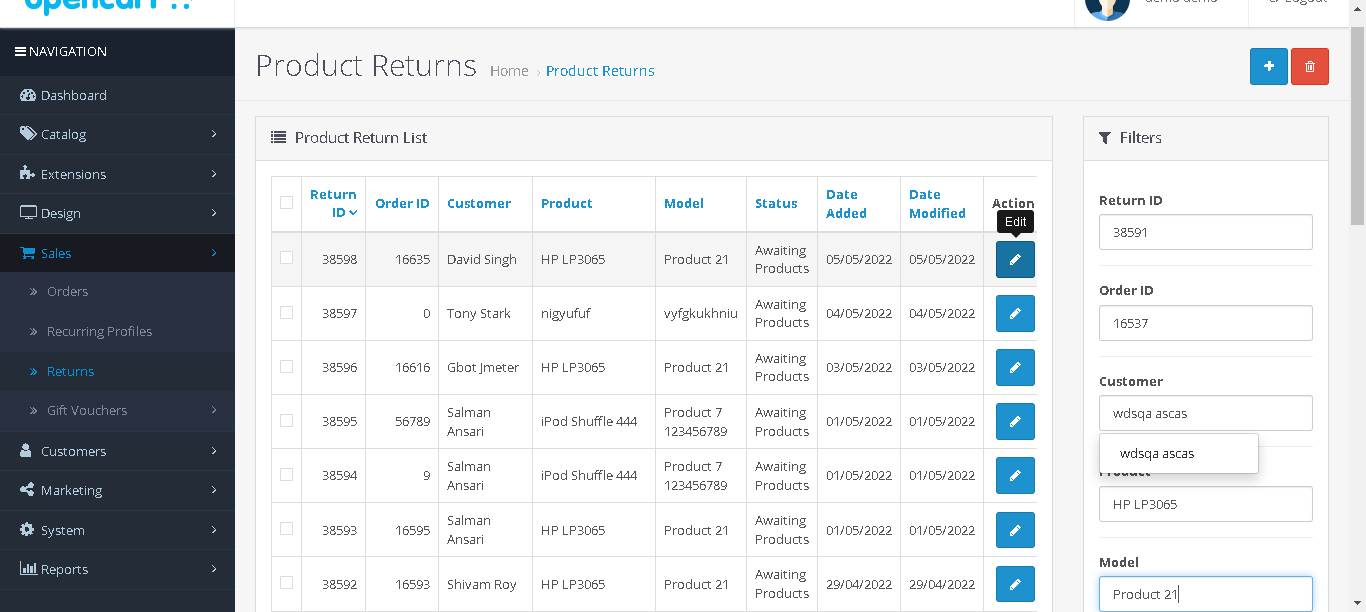 opencart
demo demo
Logout
NAVIGATION
Product Returns
Home › Product Returns
Dashboard
Catalog
Extensions
Design
Sales
Orders
Recurring Profiles
Returns
Gift Vouchers
Customers
Marketing
System
Reports
Product Return List
Return ID Order ID Customer Product Model Status Date Added Date Modified Action
Edit
38598 16635 David Singh HP LP3065 Product 21 Awaiting Products 05/05/2022 05/05/2022
38597 0 Tony Stark nigyufuf vyfgkukhniu Awaiting Products 04/05/2022 04/05/2022
38596 16616 Gbot Jmeter HP LP3065 Product 21 Awaiting Products 03/05/2022 03/05/2022
38595 56789 Salman Ansari iPod Shuffle 444 Product 7 123456789 Awaiting Products 01/05/2022 01/05/2022
38594 9 Salman Ansari iPod Shuffle 444 Product 7 123456789 Awaiting Products 01/05/2022 01/05/2022
38593 16595 Salman Ansari HP LP3065 Product 21 Awaiting Products 01/05/2022 01/05/2022
38592 16593 Shivam Roy HP LP3065 Product 21 Awaiting Products 29/04/2022 29/04/2022
Filters
Return ID
38591
Order ID
16537
Customer
wdsqa ascas
wdsqa ascas
Product
HP LP3065
Model
Product 21